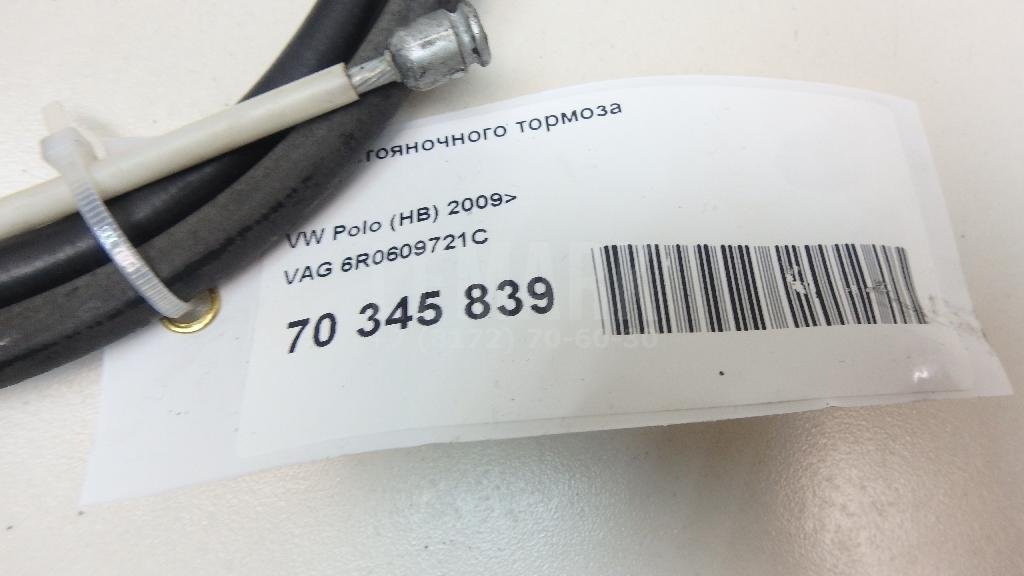 тояночного тормоза
VW Polo (HB) 2009>
VAG 6R0609721C
70 345 839
(8172) 70-60-30